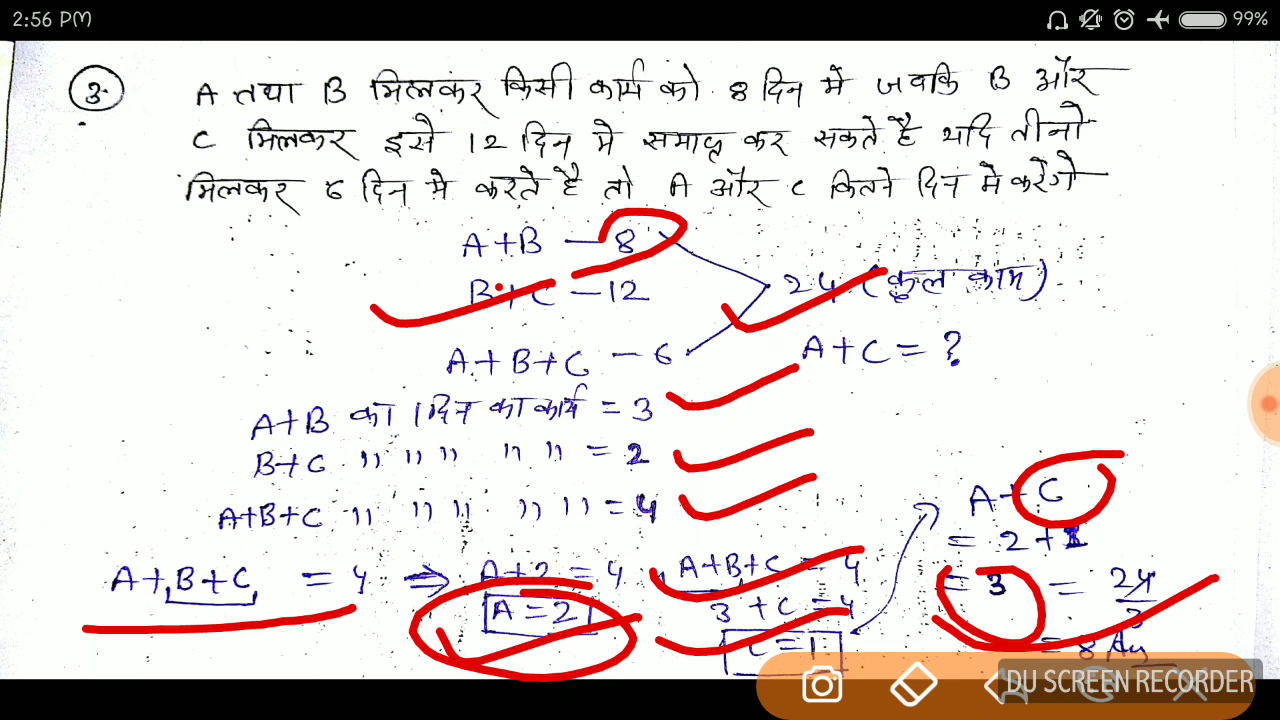 2:56 PM 99%
3.
A तथा B मिलकर किसी कार्य को 8 दिन में जबकि B और
C मिलकर इसे 12 दिन मे समाप्त कर सकते है यदि तीनो
मिलकर 6 दिन मे करते है तो A और C कितने दिन मे करेंगे
A+B — 8
B+C — 12
24 (कुल काम)
A+B+C — 6
A+C = ?
A+B का 1 दिन का कार्य = 3
B+C " " " " " = 2
A+B+C " " " " " = 4
A+B+C = 4 ⇒ A+2 = 4
A=2
A+B+C = 4
3+C=4
C=1
A+C
= 2+1
= 3 = 24/3
= 8 Ay
DU SCREEN RECORDER